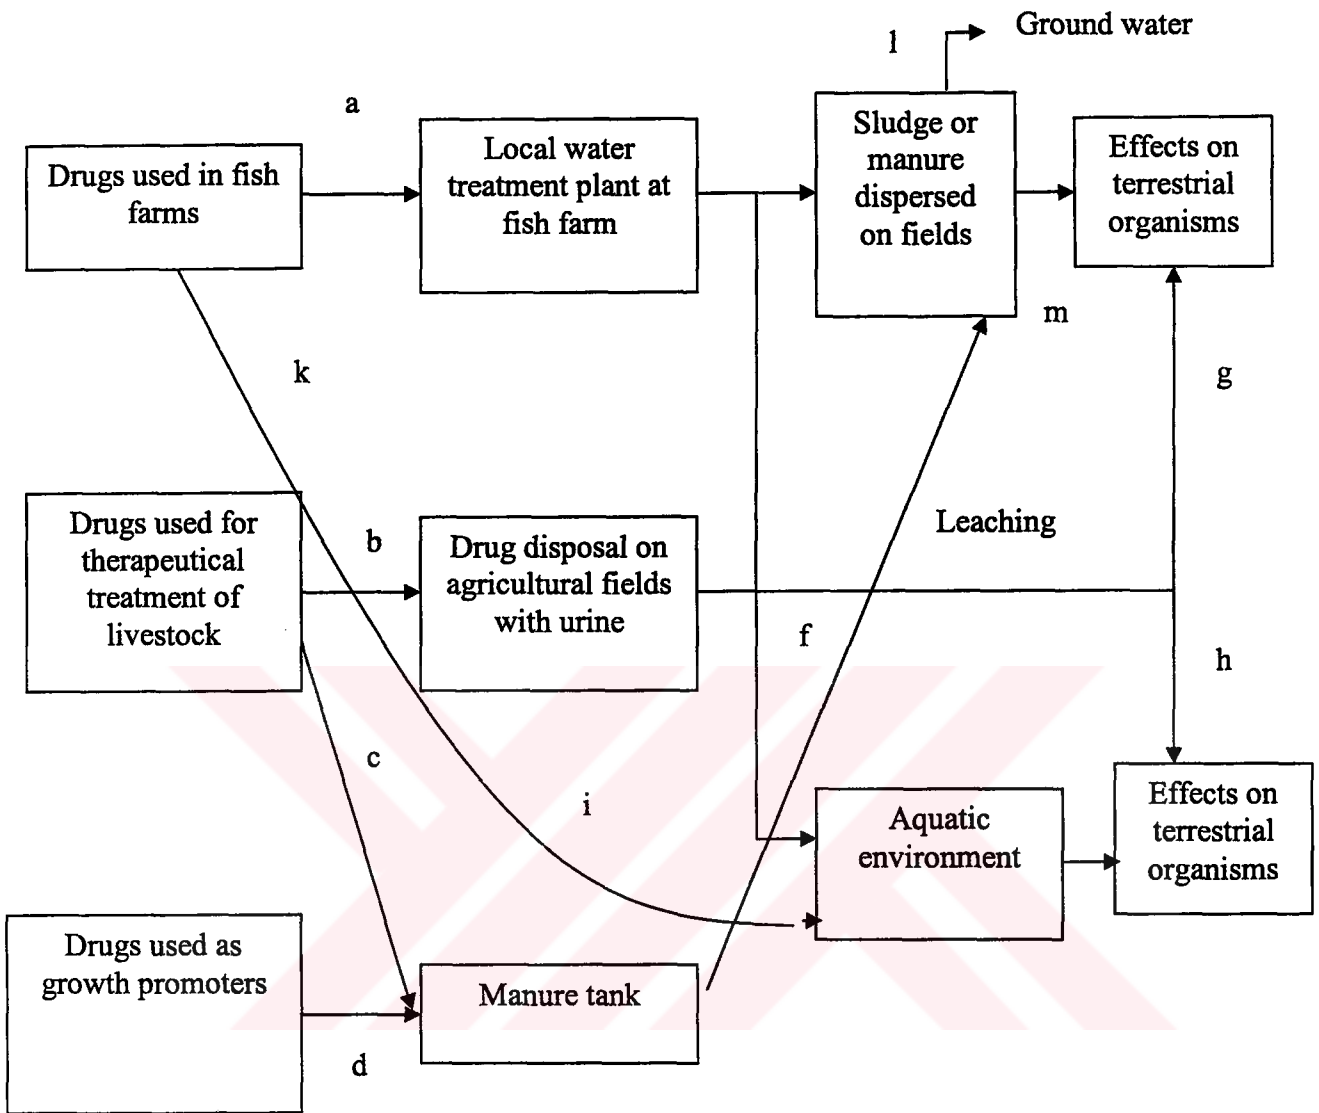 Ground water
l
a
Drugs used in fish
farms
Local water
treatment plant at
fish farm
Sludge or
manure
dispersed
on fields
Effects on
terrestrial
organisms
m
k
g
Drugs used for
therapeutical
treatment of
livestock
b
Drug disposal on
agricultural fields
with urine
Leaching
f
h
c
i
Aquatic
environment
Effects on
terrestrial
organisms
Drugs used as
growth promoters
Manure tank
d